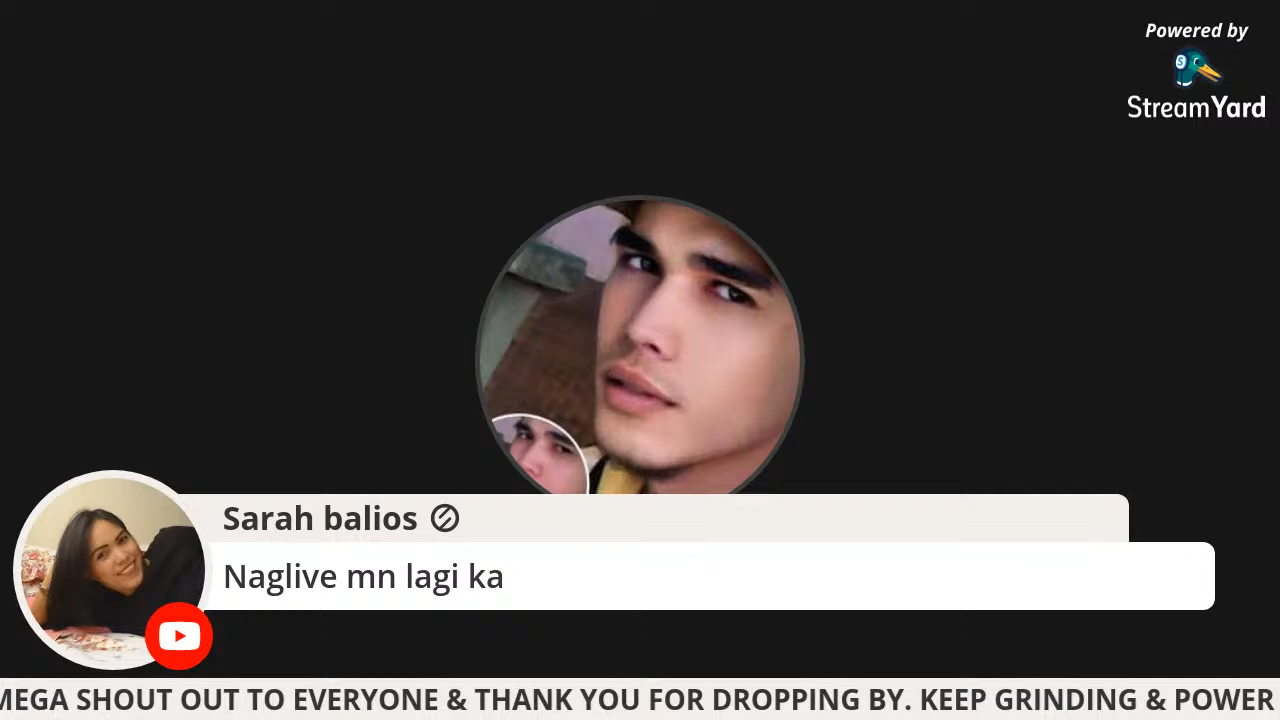 Powered by
StreamYard
Sarah balios
Naglive mn lagi ka
MEGA SHOUT OUT TO EVERYONE & THANK YOU FOR DROPPING BY. KEEP GRINDING & POWER